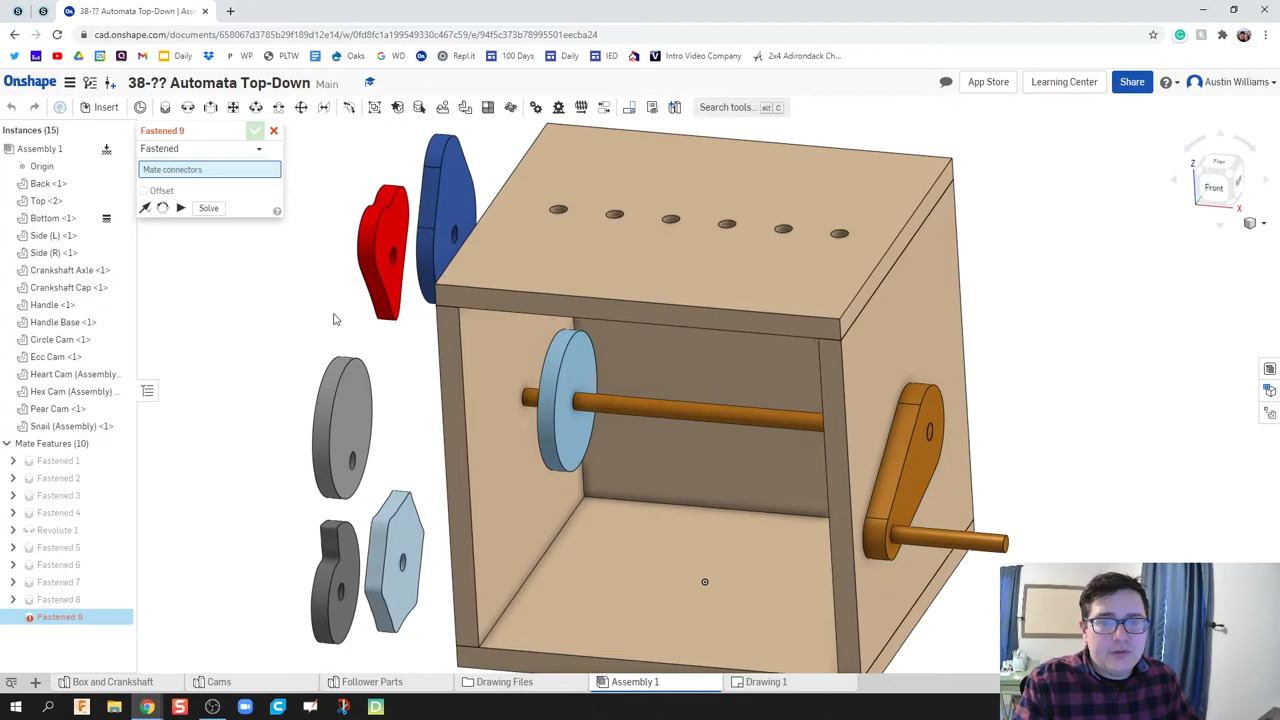 38-?? Automata Top-Down | Ass
cad.onshape.com/documents/658067d3785b29f189d12e14/w/0fd8fc1a199549c39c517581/e/94f5c373b78995501eecba24
Daily
PLTW
Oaks
WD
Repl.it
100 Days
Daily
IED
Intro Video Company
2x4 Adirondack Ch...
Onshape
38-?? Automata Top-Down
Main
App Store
Learning Center
Share
Austin Williams
Insert
Search tools...
alt
C
Instances (15)
Assembly 1
Origin
Back <1>
Top <2>
Bottom <1>
Side (L) <1>
Side (R) <1>
Crankshaft Axle <1>
Crankshaft Cap <1>
Handle <1>
Handle Base <1>
Circle Cam <1>
Ecc Cam <1>
Heart Cam (Assembly...
Hex Cam (Assembly) ...
Pear Cam <1>
Snail (Assembly) <1>
Mate Features (10)
Fastened 1
Fastened 2
Fastened 3
Fastened 4
Revolute 1
Fastened 5
Fastened 6
Fastened 7
Fastened 8
Fastened 9
Fastened 9
Fastened
Mate connectors
Offset
Solve
Z
Top
Front
Right
X
Box and Crankshaft
Cams
Follower Parts
Drawing Files
Assembly 1
Drawing 1